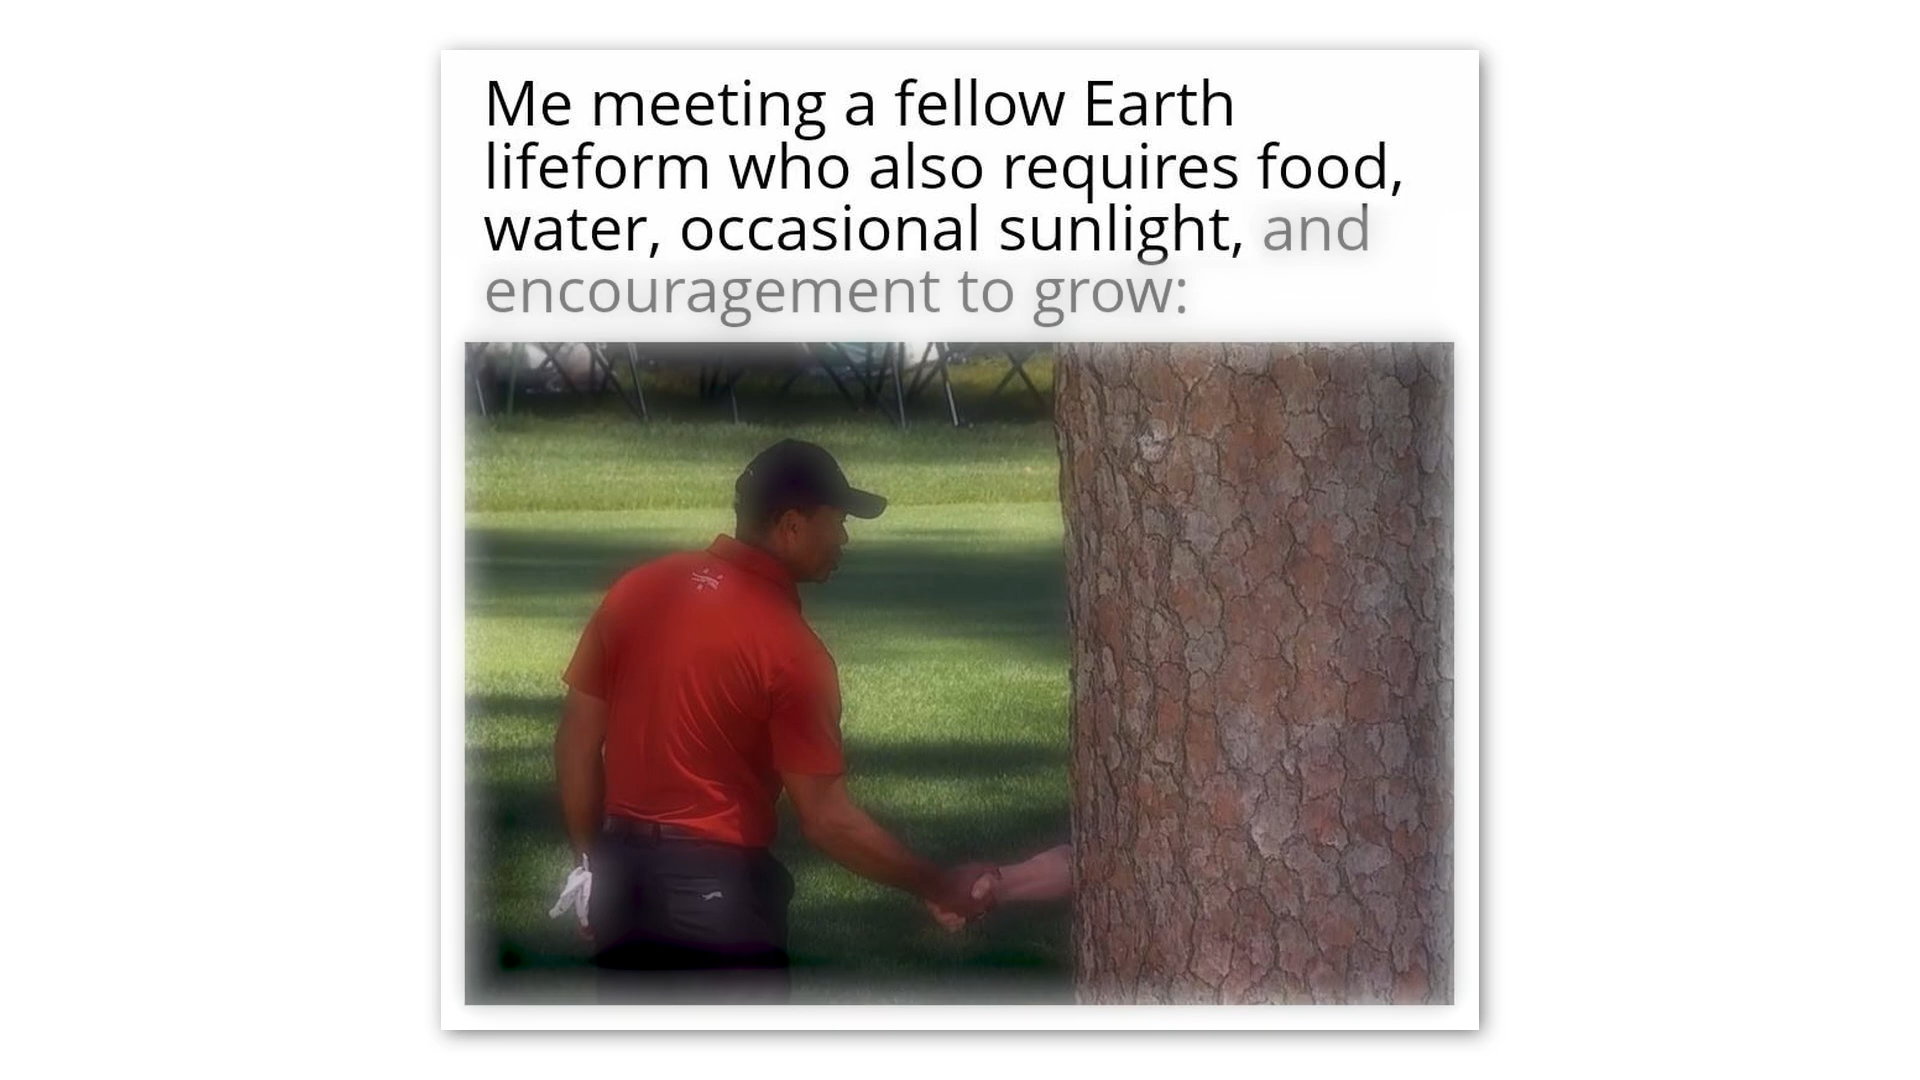 Me meeting a fellow Earth
lifeform who also requires food,
water, occasional sunlight, and
encouragement to grow: